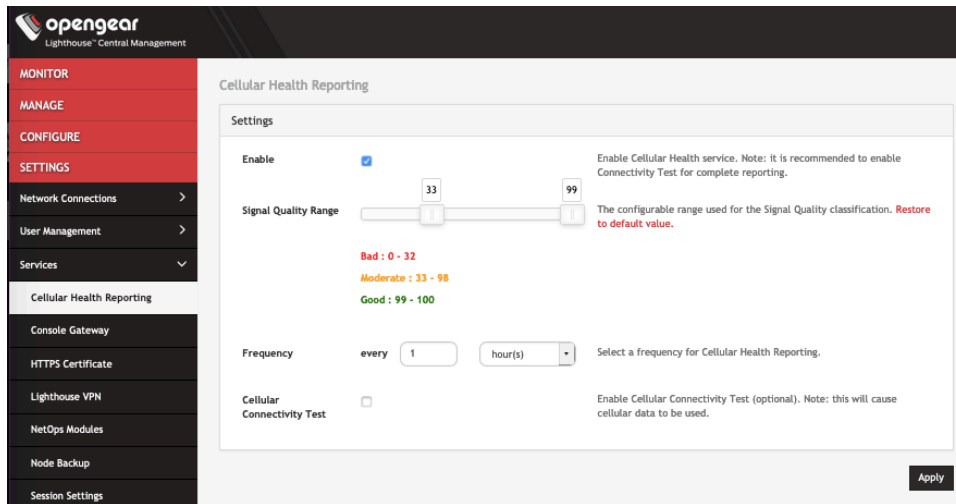 opengear
Lighthouse™ Central Management
MONITOR
MANAGE
CONFIGURE
SETTINGS
Network Connections
User Management
Services
Cellular Health Reporting
Console Gateway
HTTPS Certificate
Lighthouse VPN
NetOps Modules
Node Backup
Session Settings
Cellular Health Reporting
Settings
Enable
Enable Cellular Health service. Note: it is recommended to enable
Connectivity Test for complete reporting.
33
99
Signal Quality Range
The configurable range used for the Signal Quality classification. Restore
to default value.
Bad : 0 - 32
Moderate : 33 - 98
Good : 99 - 100
Frequency
every
1
hour(s)
Select a frequency for Cellular Health Reporting.
Cellular
Connectivity Test
Enable Cellular Connectivity Test (optional). Note: this will cause
cellular data to be used.
Apply